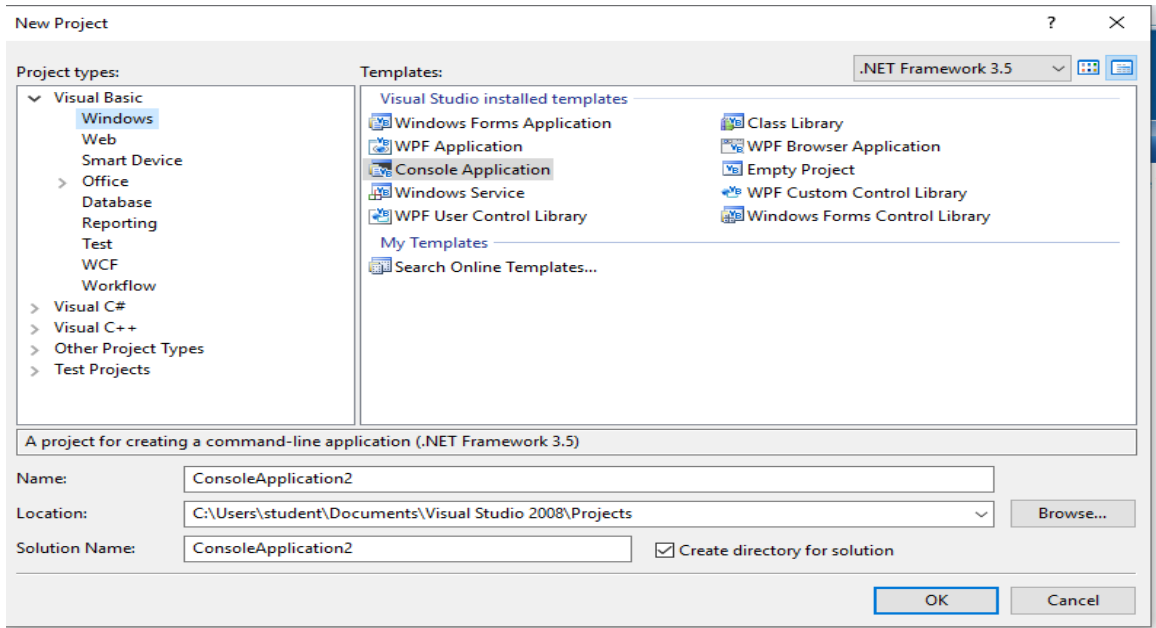 New Project
?
Project types:
Templates:
.NET Framework 3.5
Visual Basic
Windows
Web
Smart Device
Office
Database
Reporting
Test
WCF
Workflow
Visual C#
Visual C++
Other Project Types
Test Projects
Visual Studio installed templates
Windows Forms Application
Class Library
WPF Application
WPF Browser Application
Console Application
Empty Project
Windows Service
WPF Custom Control Library
WPF User Control Library
Windows Forms Control Library
My Templates
Search Online Templates...
A project for creating a command-line application (.NET Framework 3.5)
Name:
ConsoleApplication2
Location:
C:\Users\student\Documents\Visual Studio 2008\Projects
Browse...
Solution Name:
ConsoleApplication2
Create directory for solution
OK
Cancel